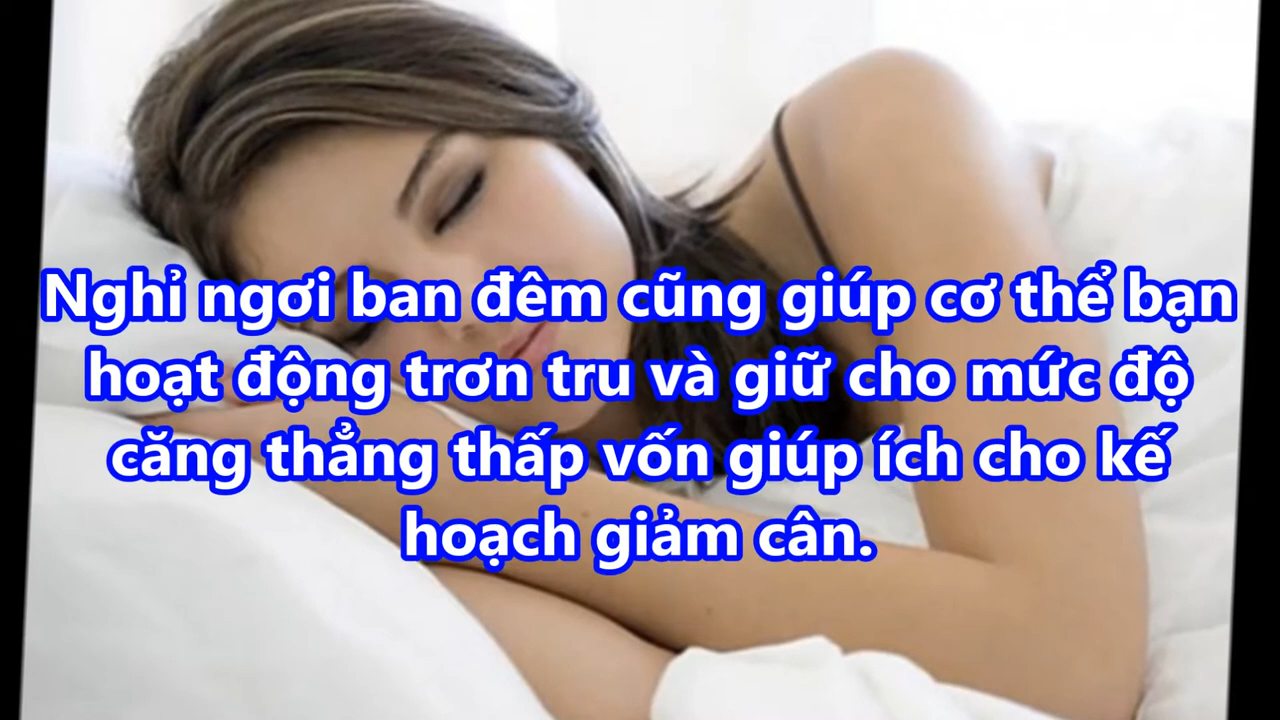 Nghỉ ngơi ban đêm cũng giúp cơ thể bạn
hoạt động trơn tru và giữ cho mức độ
căng thẳng thấp vốn giúp ích cho kế
hoạch giảm cân.